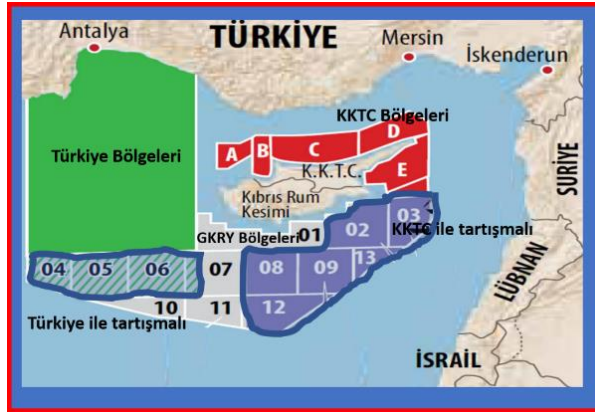 Antalya
TÜRKİYE
Mersin
İskenderun
KKTC Bölgeleri
D
A
B
C
K.K.T.C.
E
Türkiye Bölgeleri
SURİYE
Kıbrıs Rum
Kesimi
GKRY Bölgeleri
01
02
03
KKTC ile tartışmalı
04
05
06
07
08
09
13
LÜBNAN
10
11
12
Türkiye ile tartışmalı
İSRAİL